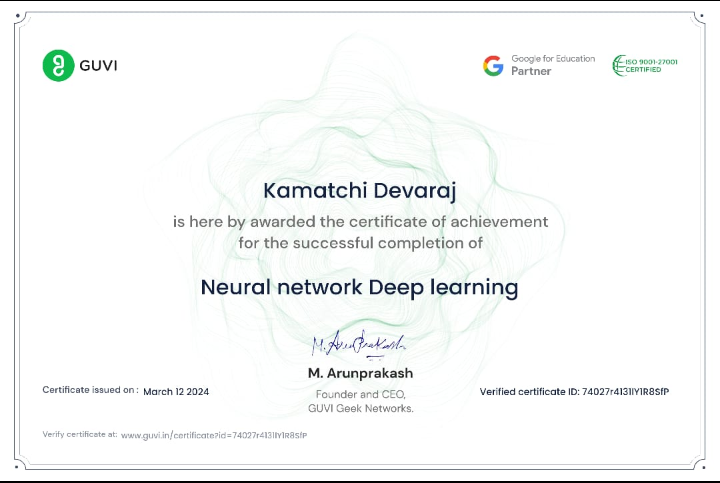 GUVI
Google for Education
Partner
ISO 9001-27001
CERTIFIED
Kamatchi Devaraj
is here by awarded the certificate of achievement
for the successful completion of
Neural network Deep learning
M. Arunprakash
M. Arunprakash
Founder and CEO,
GUVI Geek Networks.
Certificate issued on : March 12 2024
Verified certificate ID: 74027r4131lY1R8SfP
Verify certificate at: www.guvi.in/certificate?id=74027r4131lY1R8SfP